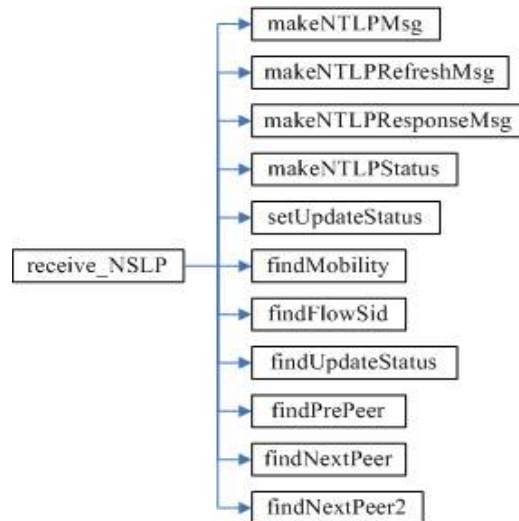 makeNTLPMsg
makeNTLPRefreshMsg
makeNTLPResponseMsg
makeNTLPStatus
setUpdateStatus
receive_NSLP
findMobility
findFlowSid
findUpdateStatus
findPrePeer
findNextPeer
findNextPeer2